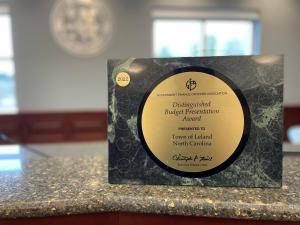 2022
GOVERNMENT FINANCE OFFICERS ASSOCIATION
Distinguished
Budget Presentation
Award
PRESENTED TO
Town of Leland
North Carolina